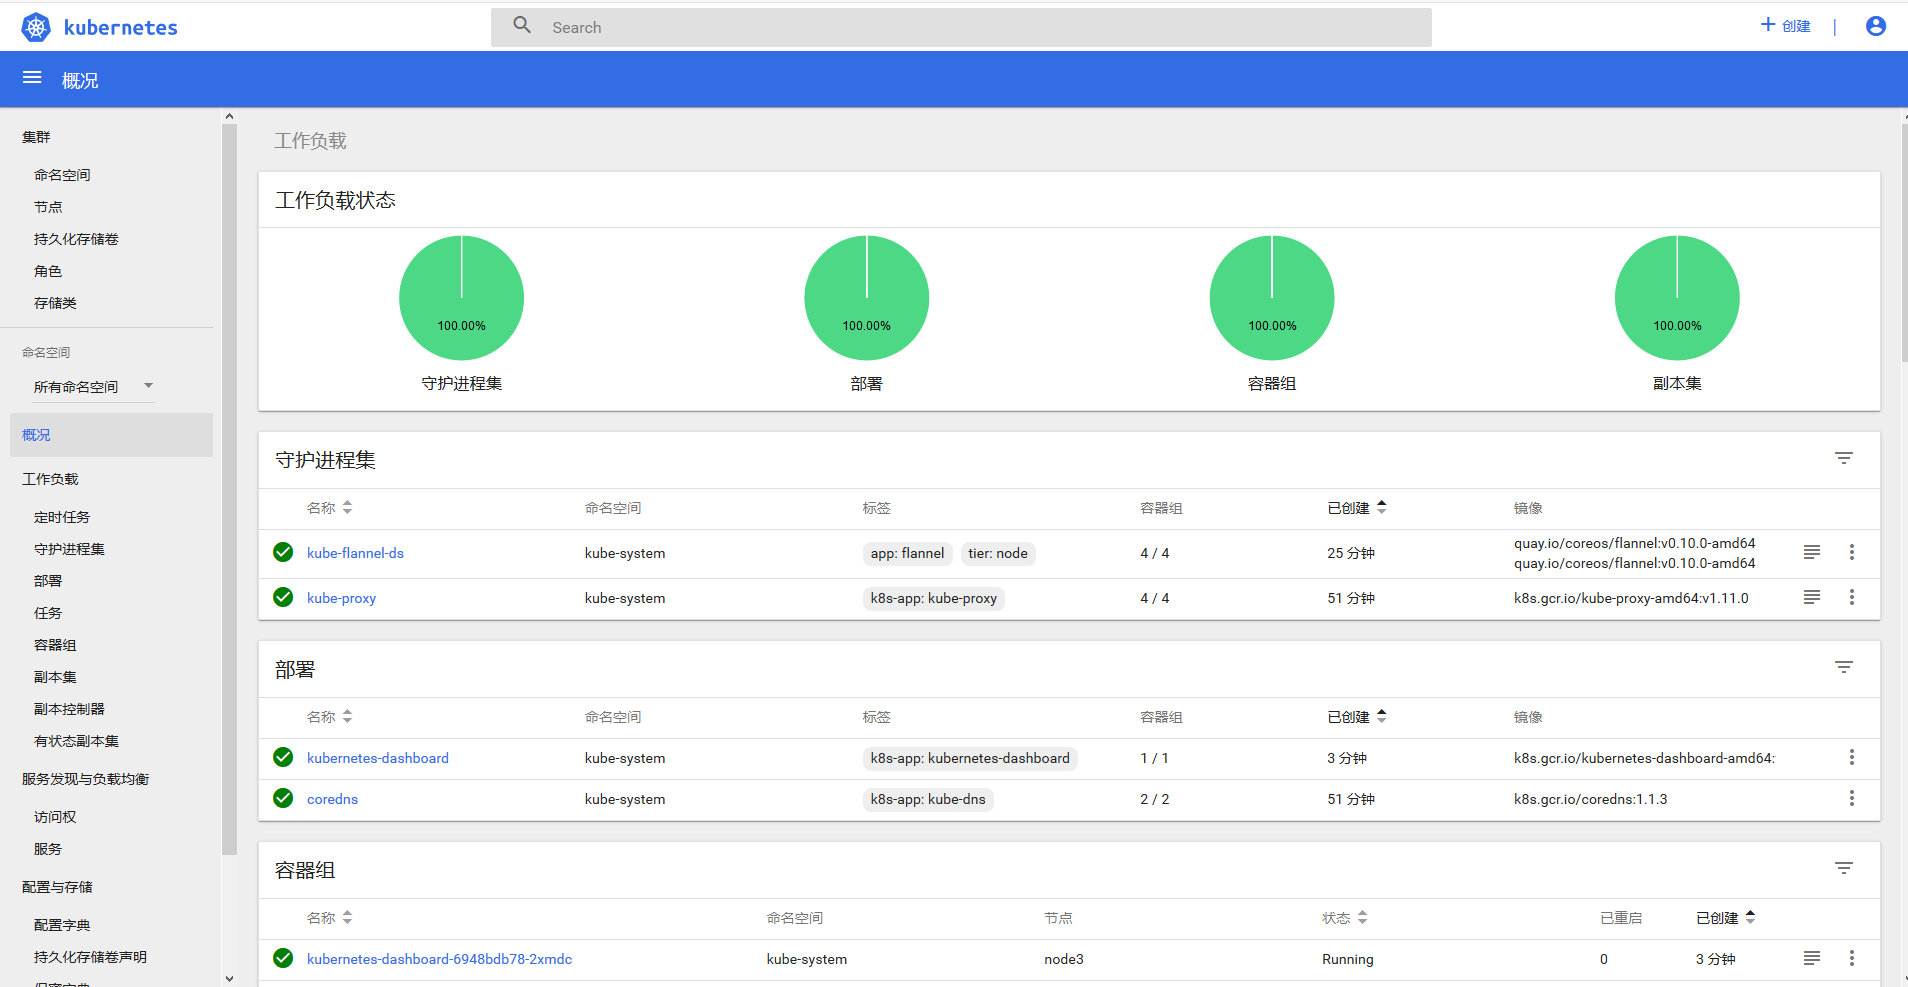 kubernetes
Search
+ 创建 |
概况
集群
命名空间
节点
持久化存储卷
角色
存储类
命名空间
所有命名空间
概况
工作负载
定时任务
守护进程集
部署
任务
容器组
副本集
副本控制器
有状态副本集
服务发现与负载均衡
访问权
服务
配置与存储
配置字典
持久化存储卷声明
工作负载
工作负载状态
100.00% 100.00% 100.00% 100.00%
守护进程集 部署 容器组 副本集
守护进程集
名称 命名空间 标签 容器组 已创建 镜像
kube-flannel-ds kube-system app: flannel tier: node 4 / 4 25 分钟 quay.io/coreos/flannel:v0.10.0-amd64
quay.io/coreos/flannel:v0.10.0-amd64
kube-proxy kube-system k8s-app: kube-proxy 4 / 4 51 分钟 k8s.gcr.io/kube-proxy-amd64:v1.11.0
部署
名称 命名空间 标签 容器组 已创建 镜像
kubernetes-dashboard kube-system k8s-app: kubernetes-dashboard 1 / 1 3 分钟 k8s.gcr.io/kubernetes-dashboard-amd64:
coredns kube-system k8s-app: kube-dns 2 / 2 51 分钟 k8s.gcr.io/coredns:1.1.3
容器组
名称 命名空间 节点 状态 已重启 已创建
kubernetes-dashboard-6948bdb78-2xmdc kube-system node3 Running 0 3 分钟